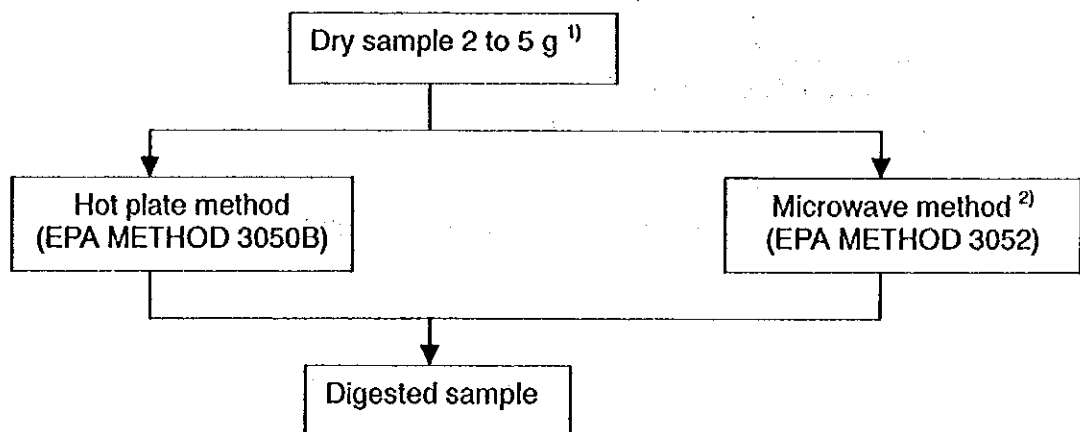 Dry sample 2 to 5 g 1)
Hot plate method
(EPA METHOD 3050B)
Microwave method 2)
(EPA METHOD 3052)
Digested sample